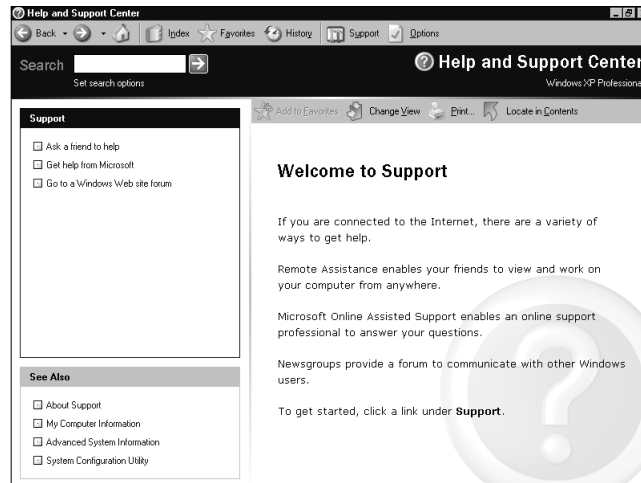 Help and Support Center
Back Index Favorites History Support Options
Search
Set search options
Help and Support Center
Windows XP Professional
Support
Ask a friend to help
Get help from Microsoft
Go to a Windows Web site forum
See Also
About Support
My Computer Information
Advanced System Information
System Configuration Utility
Add to Favorites Change View Print... Locate in Contents
Welcome to Support
If you are connected to the Internet, there are a variety of
ways to get help.
Remote Assistance enables your friends to view and work on
your computer from anywhere.
Microsoft Online Assisted Support enables an online support
professional to answer your questions.
Newsgroups provide a forum to communicate with other Windows
users.
To get started, click a link under Support.